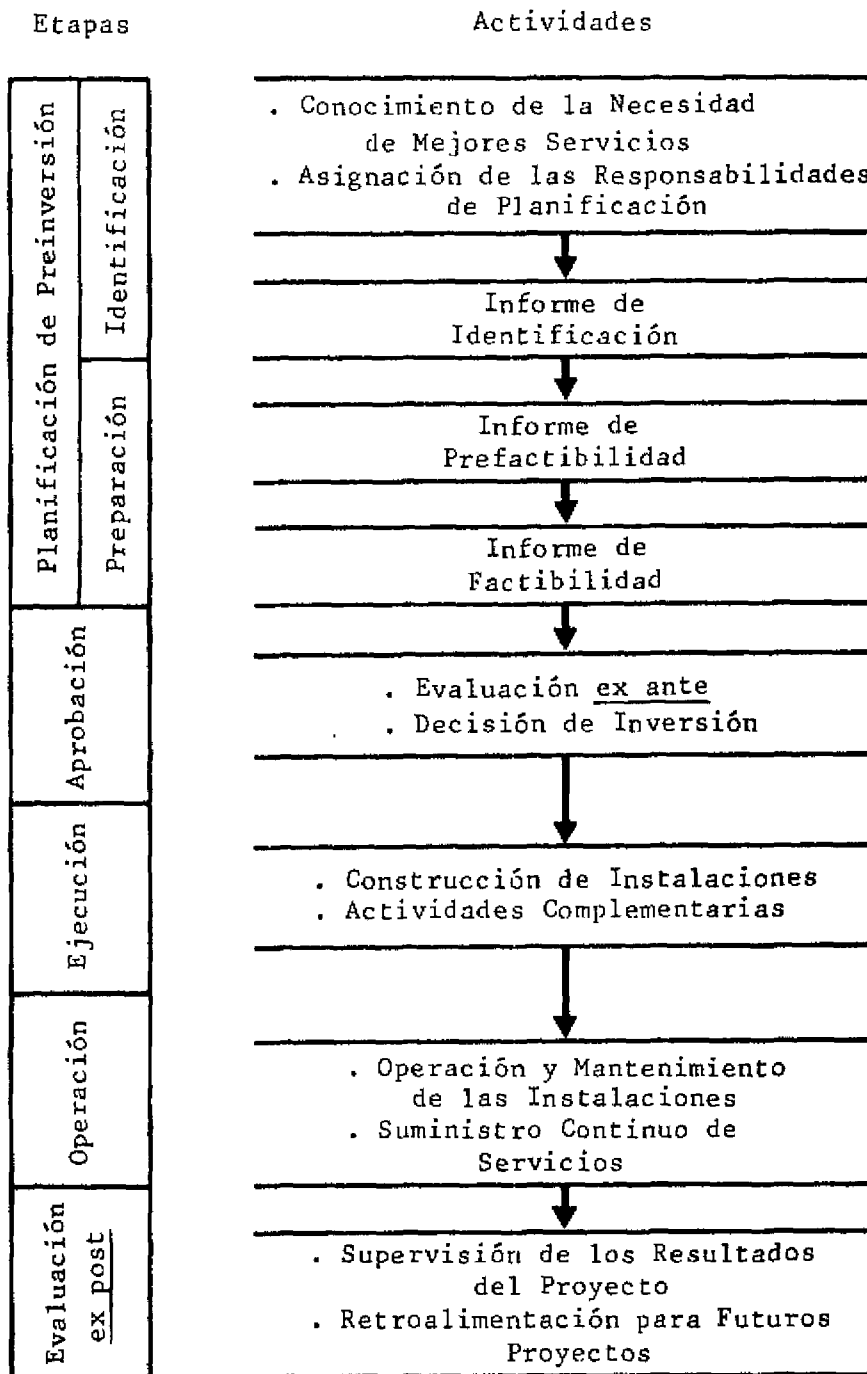 Etapas
Actividades
Planificación de Preinversión
Identificación
. Conocimiento de la Necesidad
de Mejores Servicios
. Asignación de las Responsabilidades
de Planificación
Informe de
Identificación
Preparación
Informe de
Prefactibilidad
Informe de
Factibilidad
Aprobación
. Evaluación ex ante
. Decisión de Inversión
Ejecución
. Construcción de Instalaciones
. Actividades Complementarias
Operación
. Operación y Mantenimiento
de las Instalaciones
. Suministro Continuo de
Servicios
Evaluación
ex post
. Supervisión de los Resultados
del Proyecto
. Retroalimentación para Futuros
Proyectos